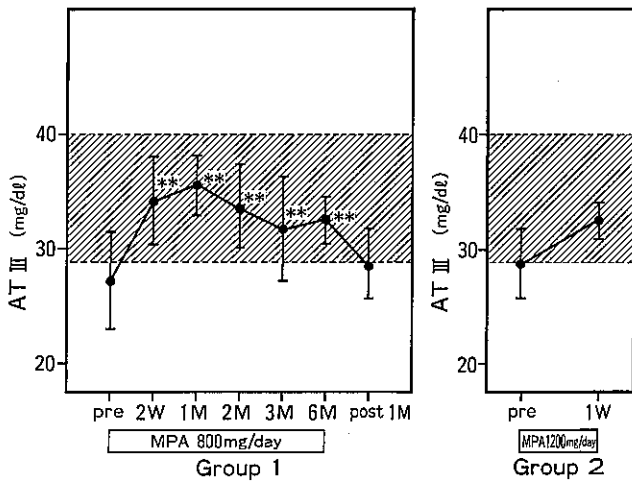 AT III (mg/dℓ)
40
30
20
** ** ** ** **
pre 2W 1M 2M 3M 6M post 1M
MPA 800mg/day
Group 1
AT III (mg/dℓ)
40
30
20
pre 1W
MPA1200mg/day
Group 2